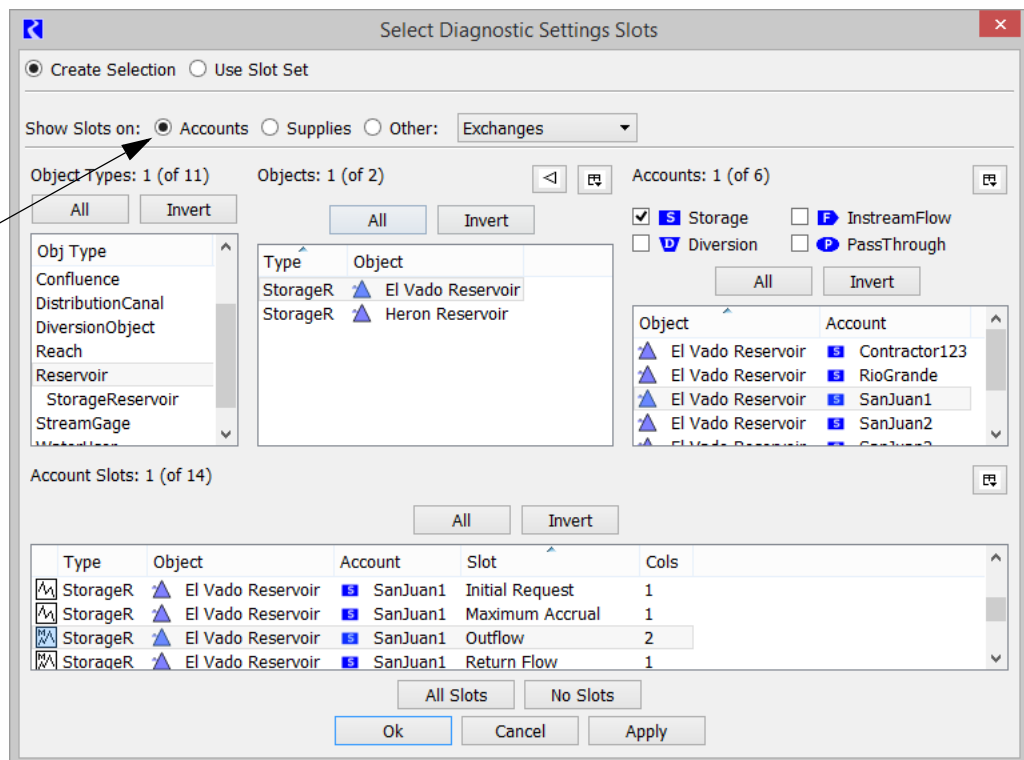 Select Diagnostic Settings Slots
Create Selection Use Slot Set
Show Slots on: Accounts Supplies Other: Exchanges
Object Types: 1 (of 11)
All Invert
Obj Type
Confluence
DistributionCanal
DiversionObject
Reach
Reservoir
StorageReservoir
StreamGage
Objects: 1 (of 2)
All Invert
Type Object
StorageR El Vado Reservoir
StorageR Heron Reservoir
Accounts: 1 (of 6)
S Storage F InstreamFlow
D Diversion P PassThrough
All Invert
Object Account
El Vado Reservoir S Contractor123
El Vado Reservoir S RioGrande
El Vado Reservoir S SanJuan1
El Vado Reservoir S SanJuan2
El Vado Reservoir
Account Slots: 1 (of 14)
All Invert
Type Object Account Slot Cols
StorageR El Vado Reservoir S SanJuan1 Initial Request 1
StorageR El Vado Reservoir S SanJuan1 Maximum Accrual 1
StorageR El Vado Reservoir S SanJuan1 Outflow 2
StorageR El Vado Reservoir S SanJuan1 Return Flow 1
All Slots No Slots
Ok Cancel Apply